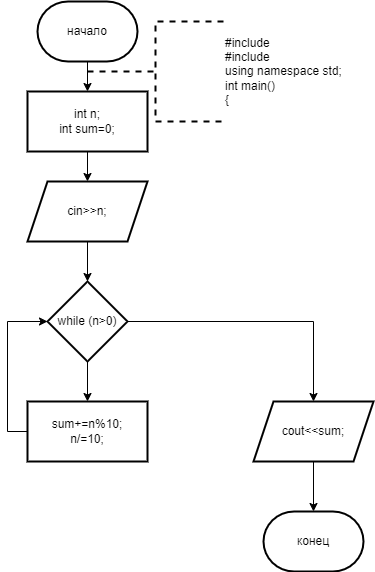 начало
#include
#include
using namespace std;
int main()
{
int n;
int sum=0;
cin>>n;
while (n>0)
sum+=n%10;
n/=10;
cout<<sum;
конец